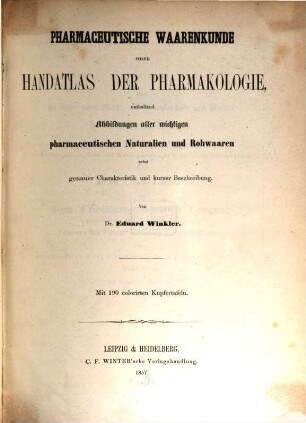 PHARMACEUTISCHE WAARENKUNDE
ODER
HANDATLAS DER PHARMAKOLOGIE,
enthaltend
Abbildungen aller wichtigen
pharmaceutischen Naturalien und Rohwaaren
nebst
genauer Charakteristik und kurzer Beschreibung.
Von
Dr. Eduard Winkler.
Mit 190 colorirten Kupfertafeln.
LEIPZIG & HEIDELBERG,
C. F. WINTER'sche Verlagshandlung.
1857.